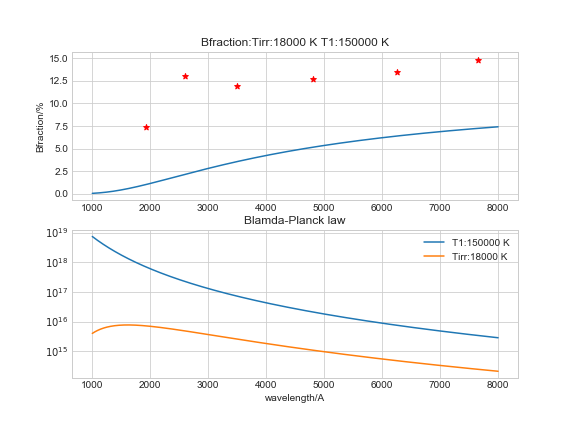 Bfraction:Tirr:18000 K T1:150000 K
15.0
12.5
10.0
7.5
5.0
2.5
0.0
Bfraction/%
1000 2000 3000 4000 5000 6000 7000 8000
Blamda-Planck law
10^19
10^18
10^17
10^16
10^15
T1:150000 K
Tirr:18000 K
1000 2000 3000 4000 5000 6000 7000 8000
wavelength/A